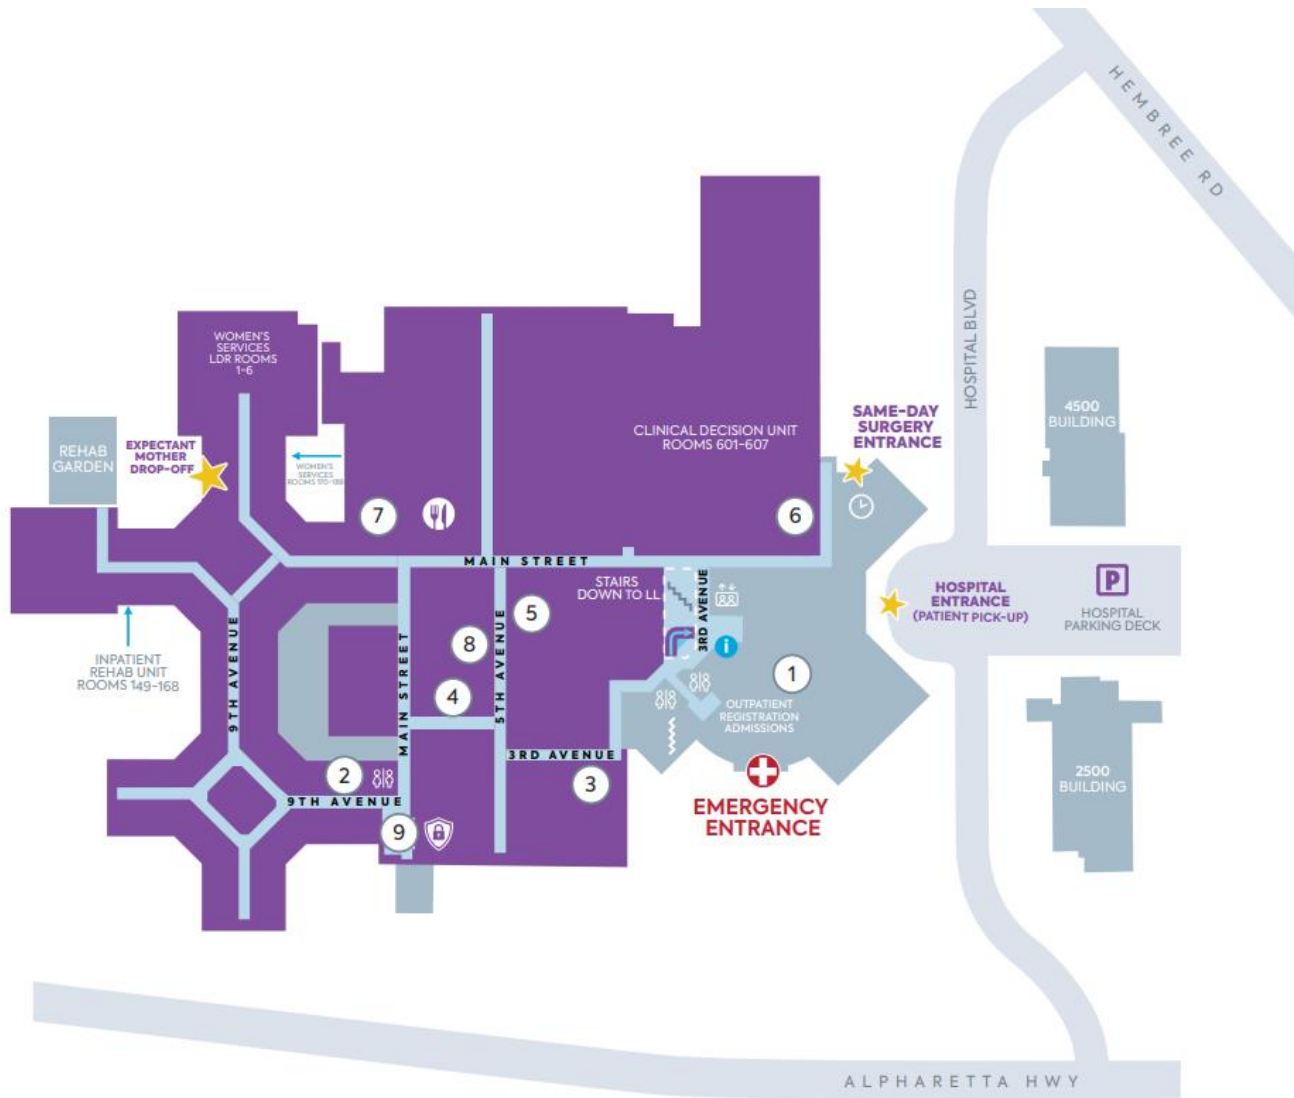 HEMBREE RD
HOSPITAL BLVD
WOMEN'S
SERVICES
LDR ROOMS
1-6
4500
BUILDING
SAME-DAY
SURGERY
ENTRANCE
CLINICAL DECISION UNIT
ROOMS 601-607
REHAB
GARDEN
EXPECTANT
MOTHER
DROP-OFF
WOMEN'S
SERVICES
ROOMS
7
6
MAIN STREET
STAIRS
DOWN TO LL
3RD AVENUE
HOSPITAL
ENTRANCE
(PATIENT PICK-UP)
P
HOSPITAL
PARKING DECK
5
8
5TH AVENUE
i
1
INPATIENT
REHAB UNIT
ROOMS 149-168
9TH AVENUE
MAIN STREET
4
OUTPATIENT
REGISTRATION
ADMISSIONS
3RD AVENUE
2
3
9TH AVENUE
EMERGENCY
ENTRANCE
2500
BUILDING
9
ALPHARETTA HWY